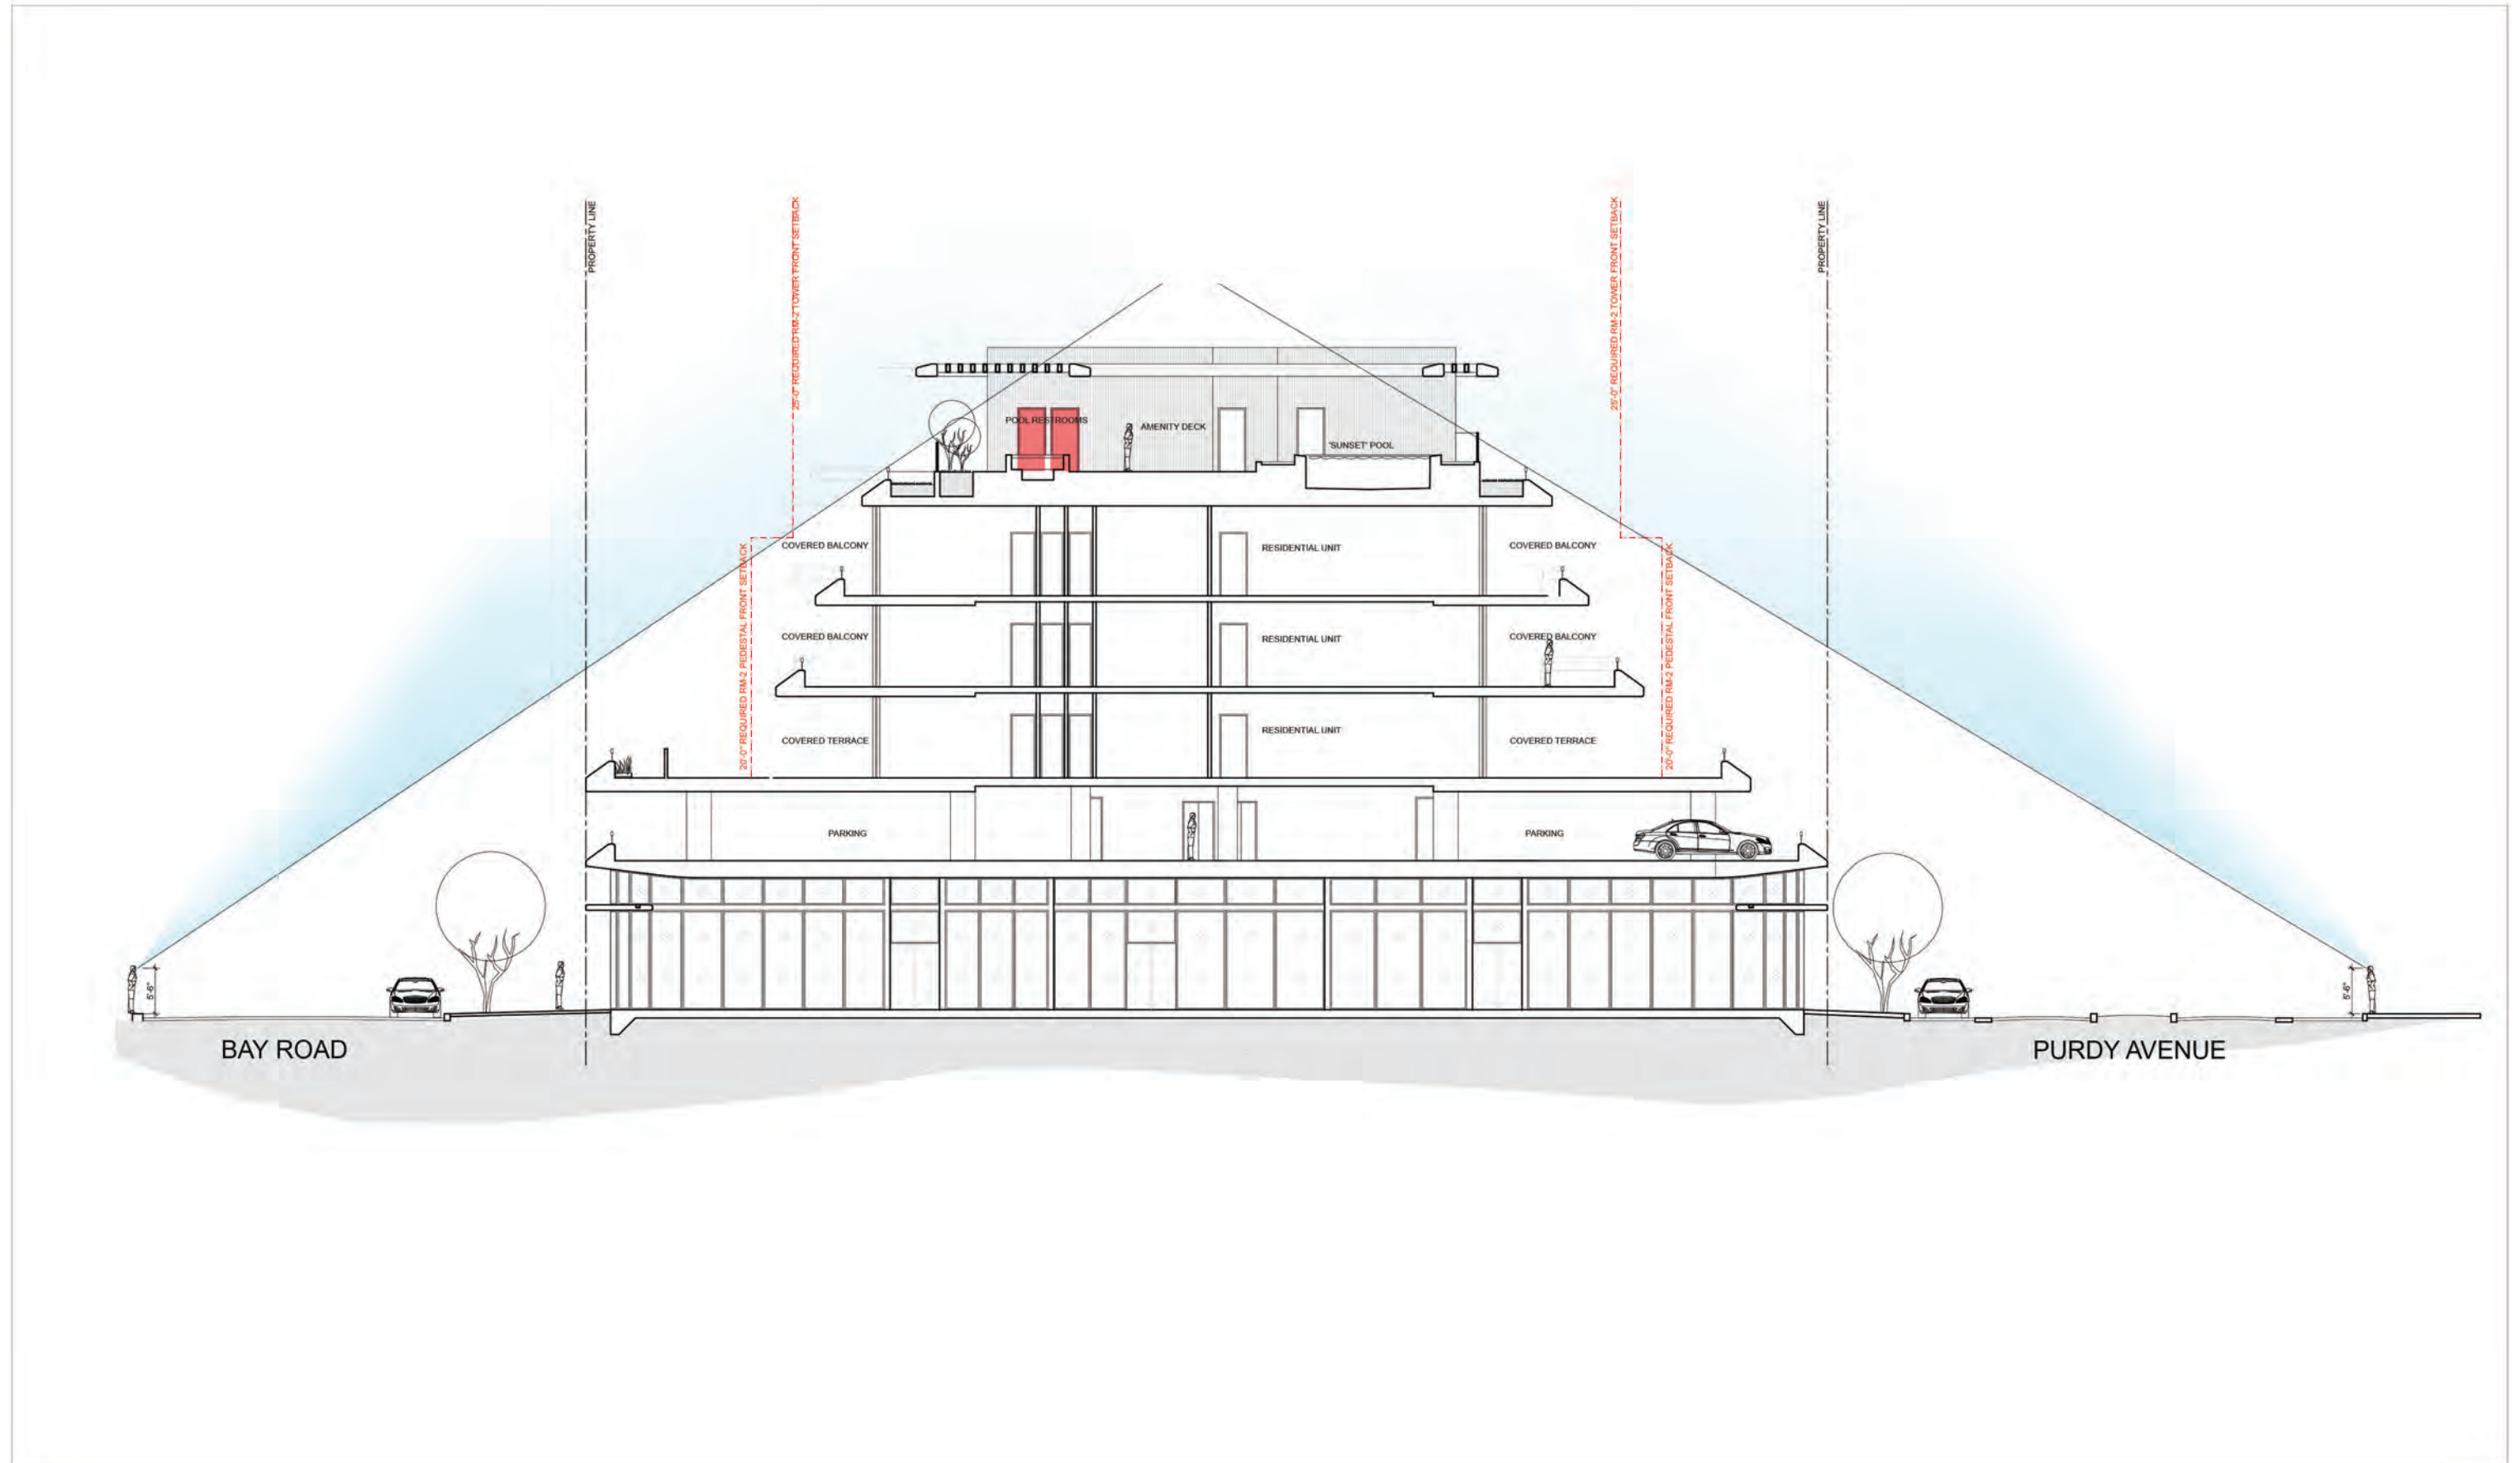 PROPERTY LINE
25'-0" REQUIRED RM-2 TOWER FRONT SETBACK
25'-0" REQUIRED RM-2 TOWER FRONT SETBACK
PROPERTY LINE
POOL RESTROOMS
AMENITY DECK
'SUNSET' POOL
COVERED BALCONY
RESIDENTIAL UNIT
COVERED BALCONY
20'-0" REQUIRED RM-2 PEDESTAL FRONT SETBACK
20'-0" REQUIRED RM-2 PEDESTAL FRONT SETBACK
COVERED BALCONY
RESIDENTIAL UNIT
COVERED BALCONY
COVERED TERRACE
RESIDENTIAL UNIT
COVERED TERRACE
PARKING
PARKING
5'-6"
5'-6"
BAY ROAD
PURDY AVENUE